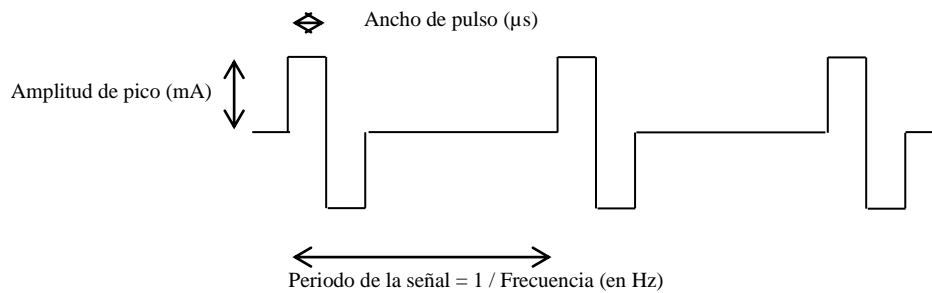 Ancho de pulso (µs)
Amplitud de pico (mA)
Periodo de la señal = 1 / Frecuencia (en Hz)